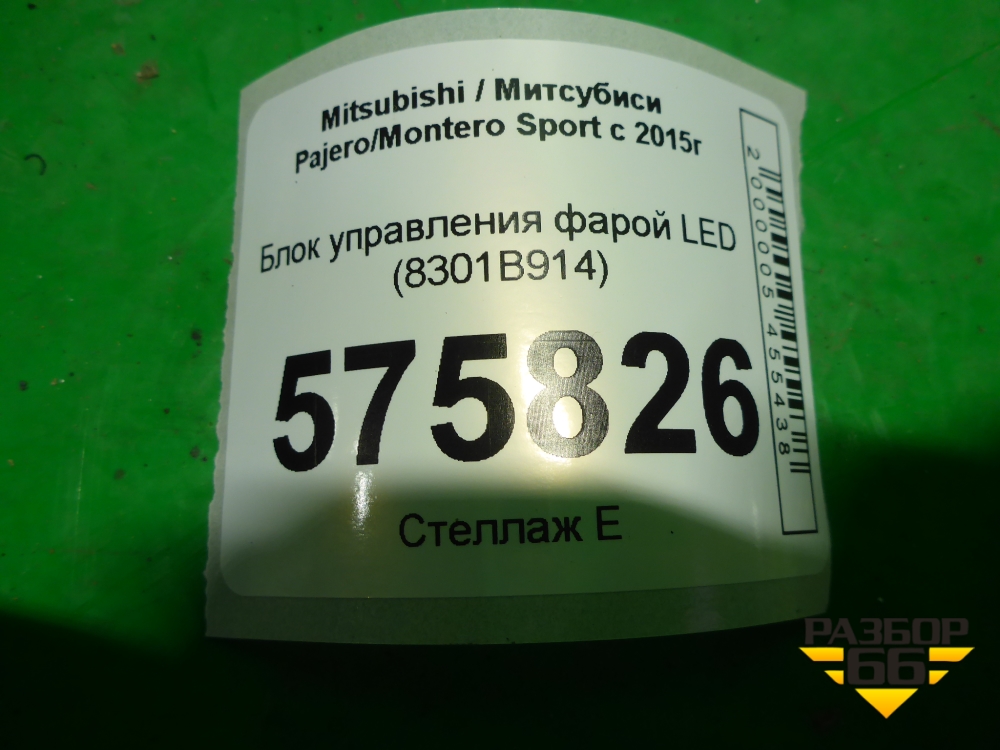 Mitsubishi / Митсубиси
Pajero/Montero Sport с 2015г
Блок управления фарой LED
(8301B914)
575826
Стеллаж Е
2000005455438
РАЗБОР
66